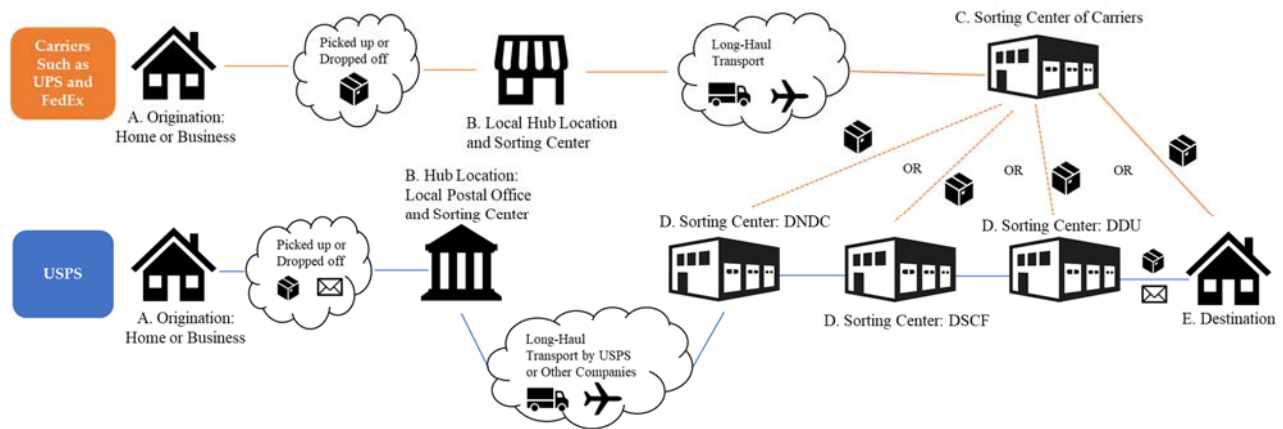 Carriers
Such as
UPS and
FedEx
A. Origination:
Home or Business
Picked up or
Dropped off
B. Local Hub Location
and Sorting Center
Long-Haul
Transport
C. Sorting Center of Carriers
OR
OR
OR
USPS
A. Origination:
Home or Business
Picked up or
Dropped off
B. Hub Location:
Local Postal Office
and Sorting Center
Long-Haul
Transport by USPS
or Other Companies
D. Sorting Center: DNDC
D. Sorting Center: DSCF
D. Sorting Center: DDU
E. Destination